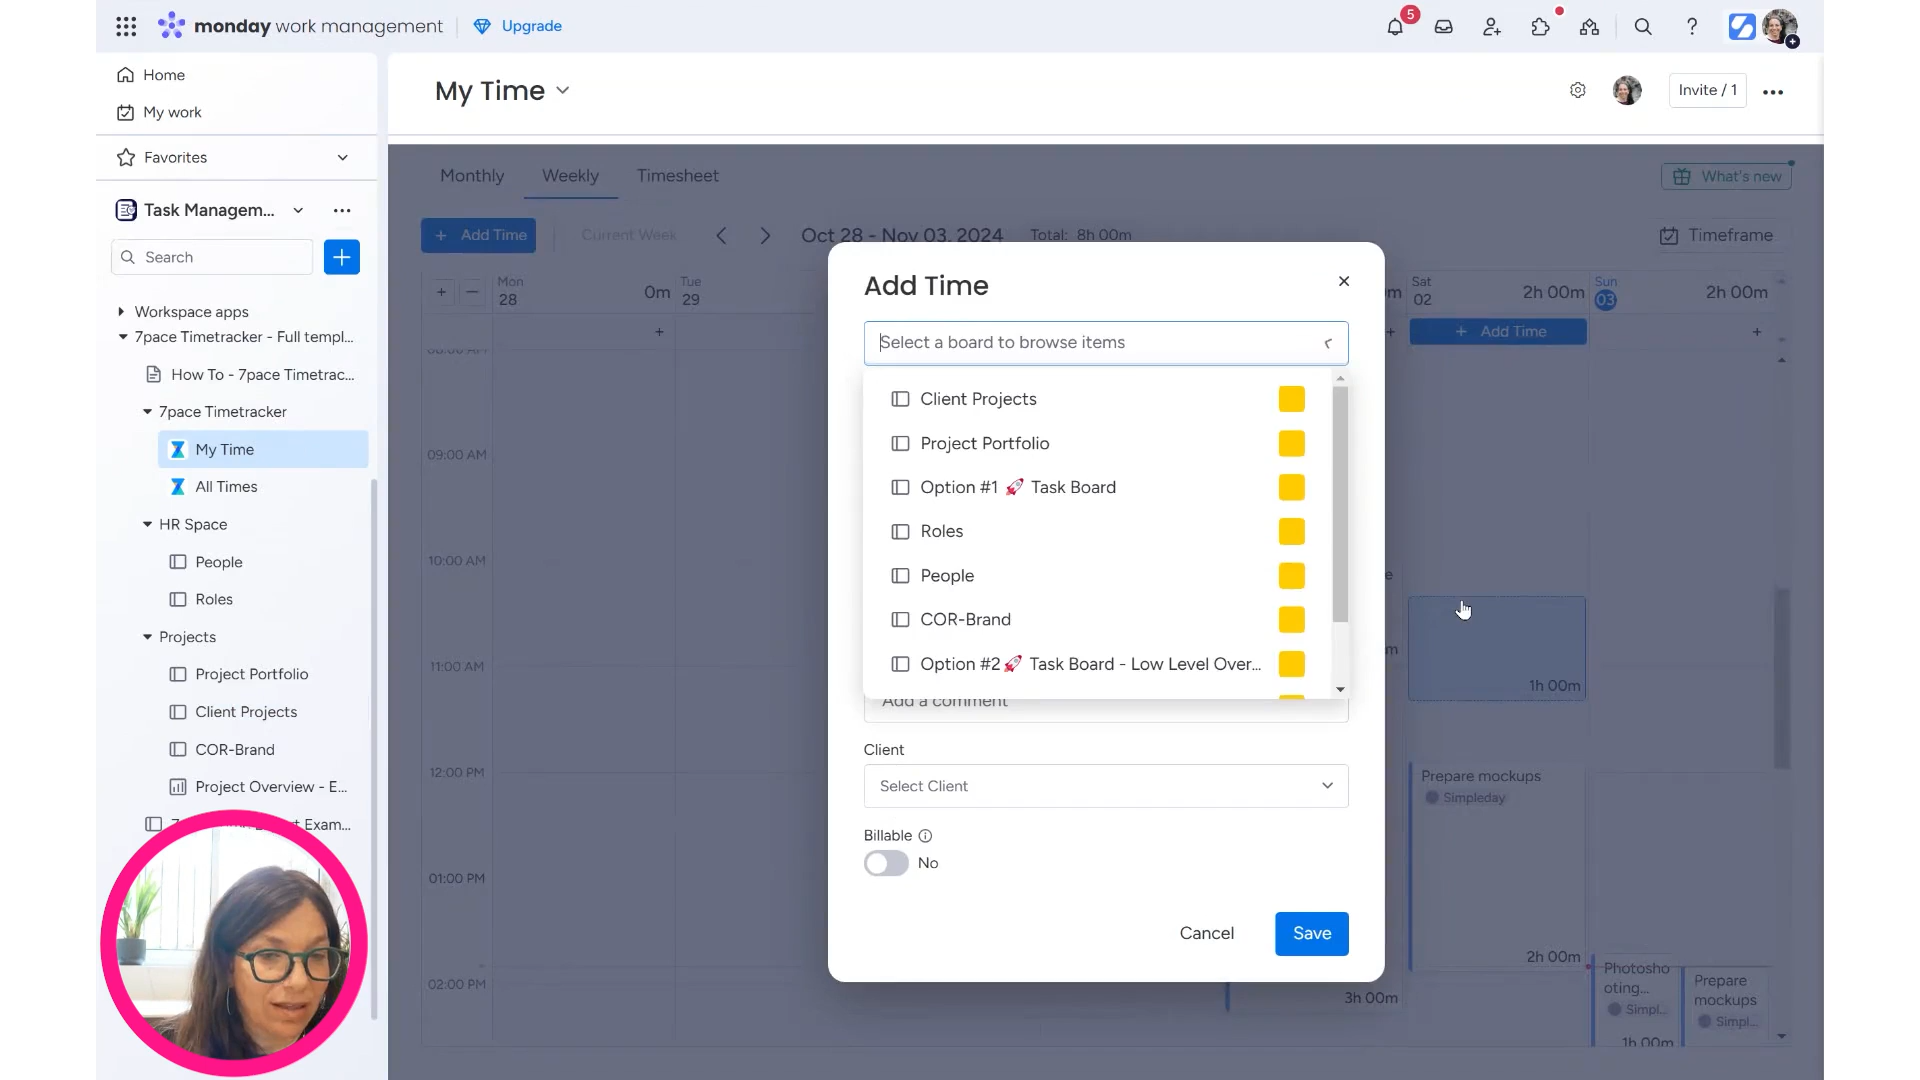 monday work management
Upgrade
5
Home
My work
Favorites
Task Managem...
Search
Workspace apps
7pace Timetracker - Full templ...
How To - 7pace Timetrac...
7pace Timetracker
My Time
All Times
HR Space
People
Roles
Projects
Project Portfolio
Client Projects
COR-Brand
Project Overview - E...
Exam...
My Time
Invite / 1
Monthly
Weekly
Timesheet
What's new
+ Add Time
Current Week
Oct 28 - Nov 03, 2024
Total: 8h 00m
Timeframe
Mon
28
0m
Tue
29
Sat
02
2h 00m
Sun
03
2h 00m
+ Add Time
09:00 AM
10:00 AM
11:00 AM
12:00 PM
01:00 PM
02:00 PM
1h 00m
Prepare mockups
Simpleday
2h 00m
3h 00m
Photosho
oting...
Simpl...
1h 00m
Prepare
mockups
Simpl...
Add Time
Select a board to browse items
Client Projects
Project Portfolio
Option #1 🚀 Task Board
Roles
People
COR-Brand
Option #2🚀 Task Board - Low Level Over...
Add a comment
Client
Select Client
Billable
No
Cancel
Save